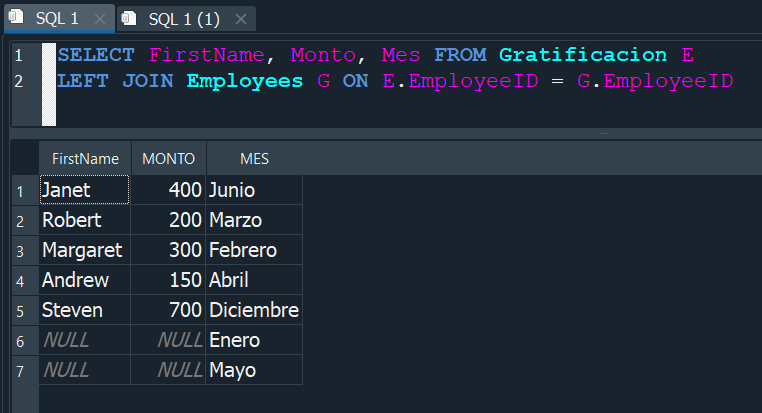 SQL 1 SQL 1 (1)
1 SELECT FirstName, Monto, Mes FROM Gratificacion E
2 LEFT JOIN Employees G ON E.EmployeeID = G.EmployeeID
FirstName MONTO MES
1 Janet 400 Junio
2 Robert 200 Marzo
3 Margaret 300 Febrero
4 Andrew 150 Abril
5 Steven 700 Diciembre
6 NULL NULL Enero
7 NULL NULL Mayo